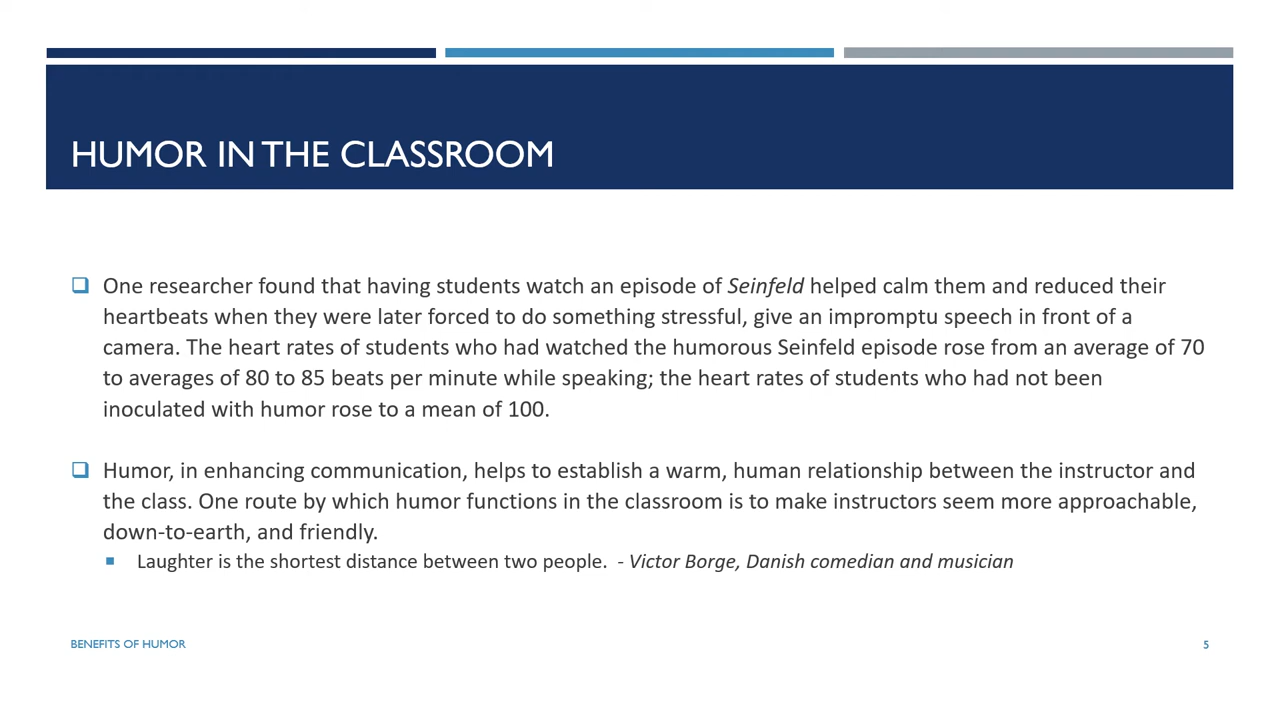 HUMOR IN THE CLASSROOM
One researcher found that having students watch an episode of Seinfeld helped calm them and reduced their
heartbeats when they were later forced to do something stressful, give an impromptu speech in front of a
camera. The heart rates of students who had watched the humorous Seinfeld episode rose from an average of 70
to averages of 80 to 85 beats per minute while speaking; the heart rates of students who had not been
inoculated with humor rose to a mean of 100.
Humor, in enhancing communication, helps to establish a warm, human relationship between the instructor and
the class. One route by which humor functions in the classroom is to make instructors seem more approachable,
down-to-earth, and friendly.
Laughter is the shortest distance between two people. - Victor Borge, Danish comedian and musician
BENEFITS OF HUMOR
5